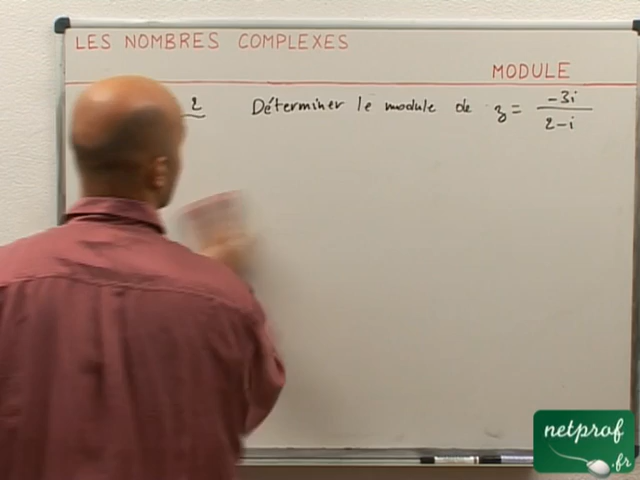 LES NOMBRES COMPLEXES
MODULE
2 Déterminer le module de z = -3i / 2-i
netprof
.fr